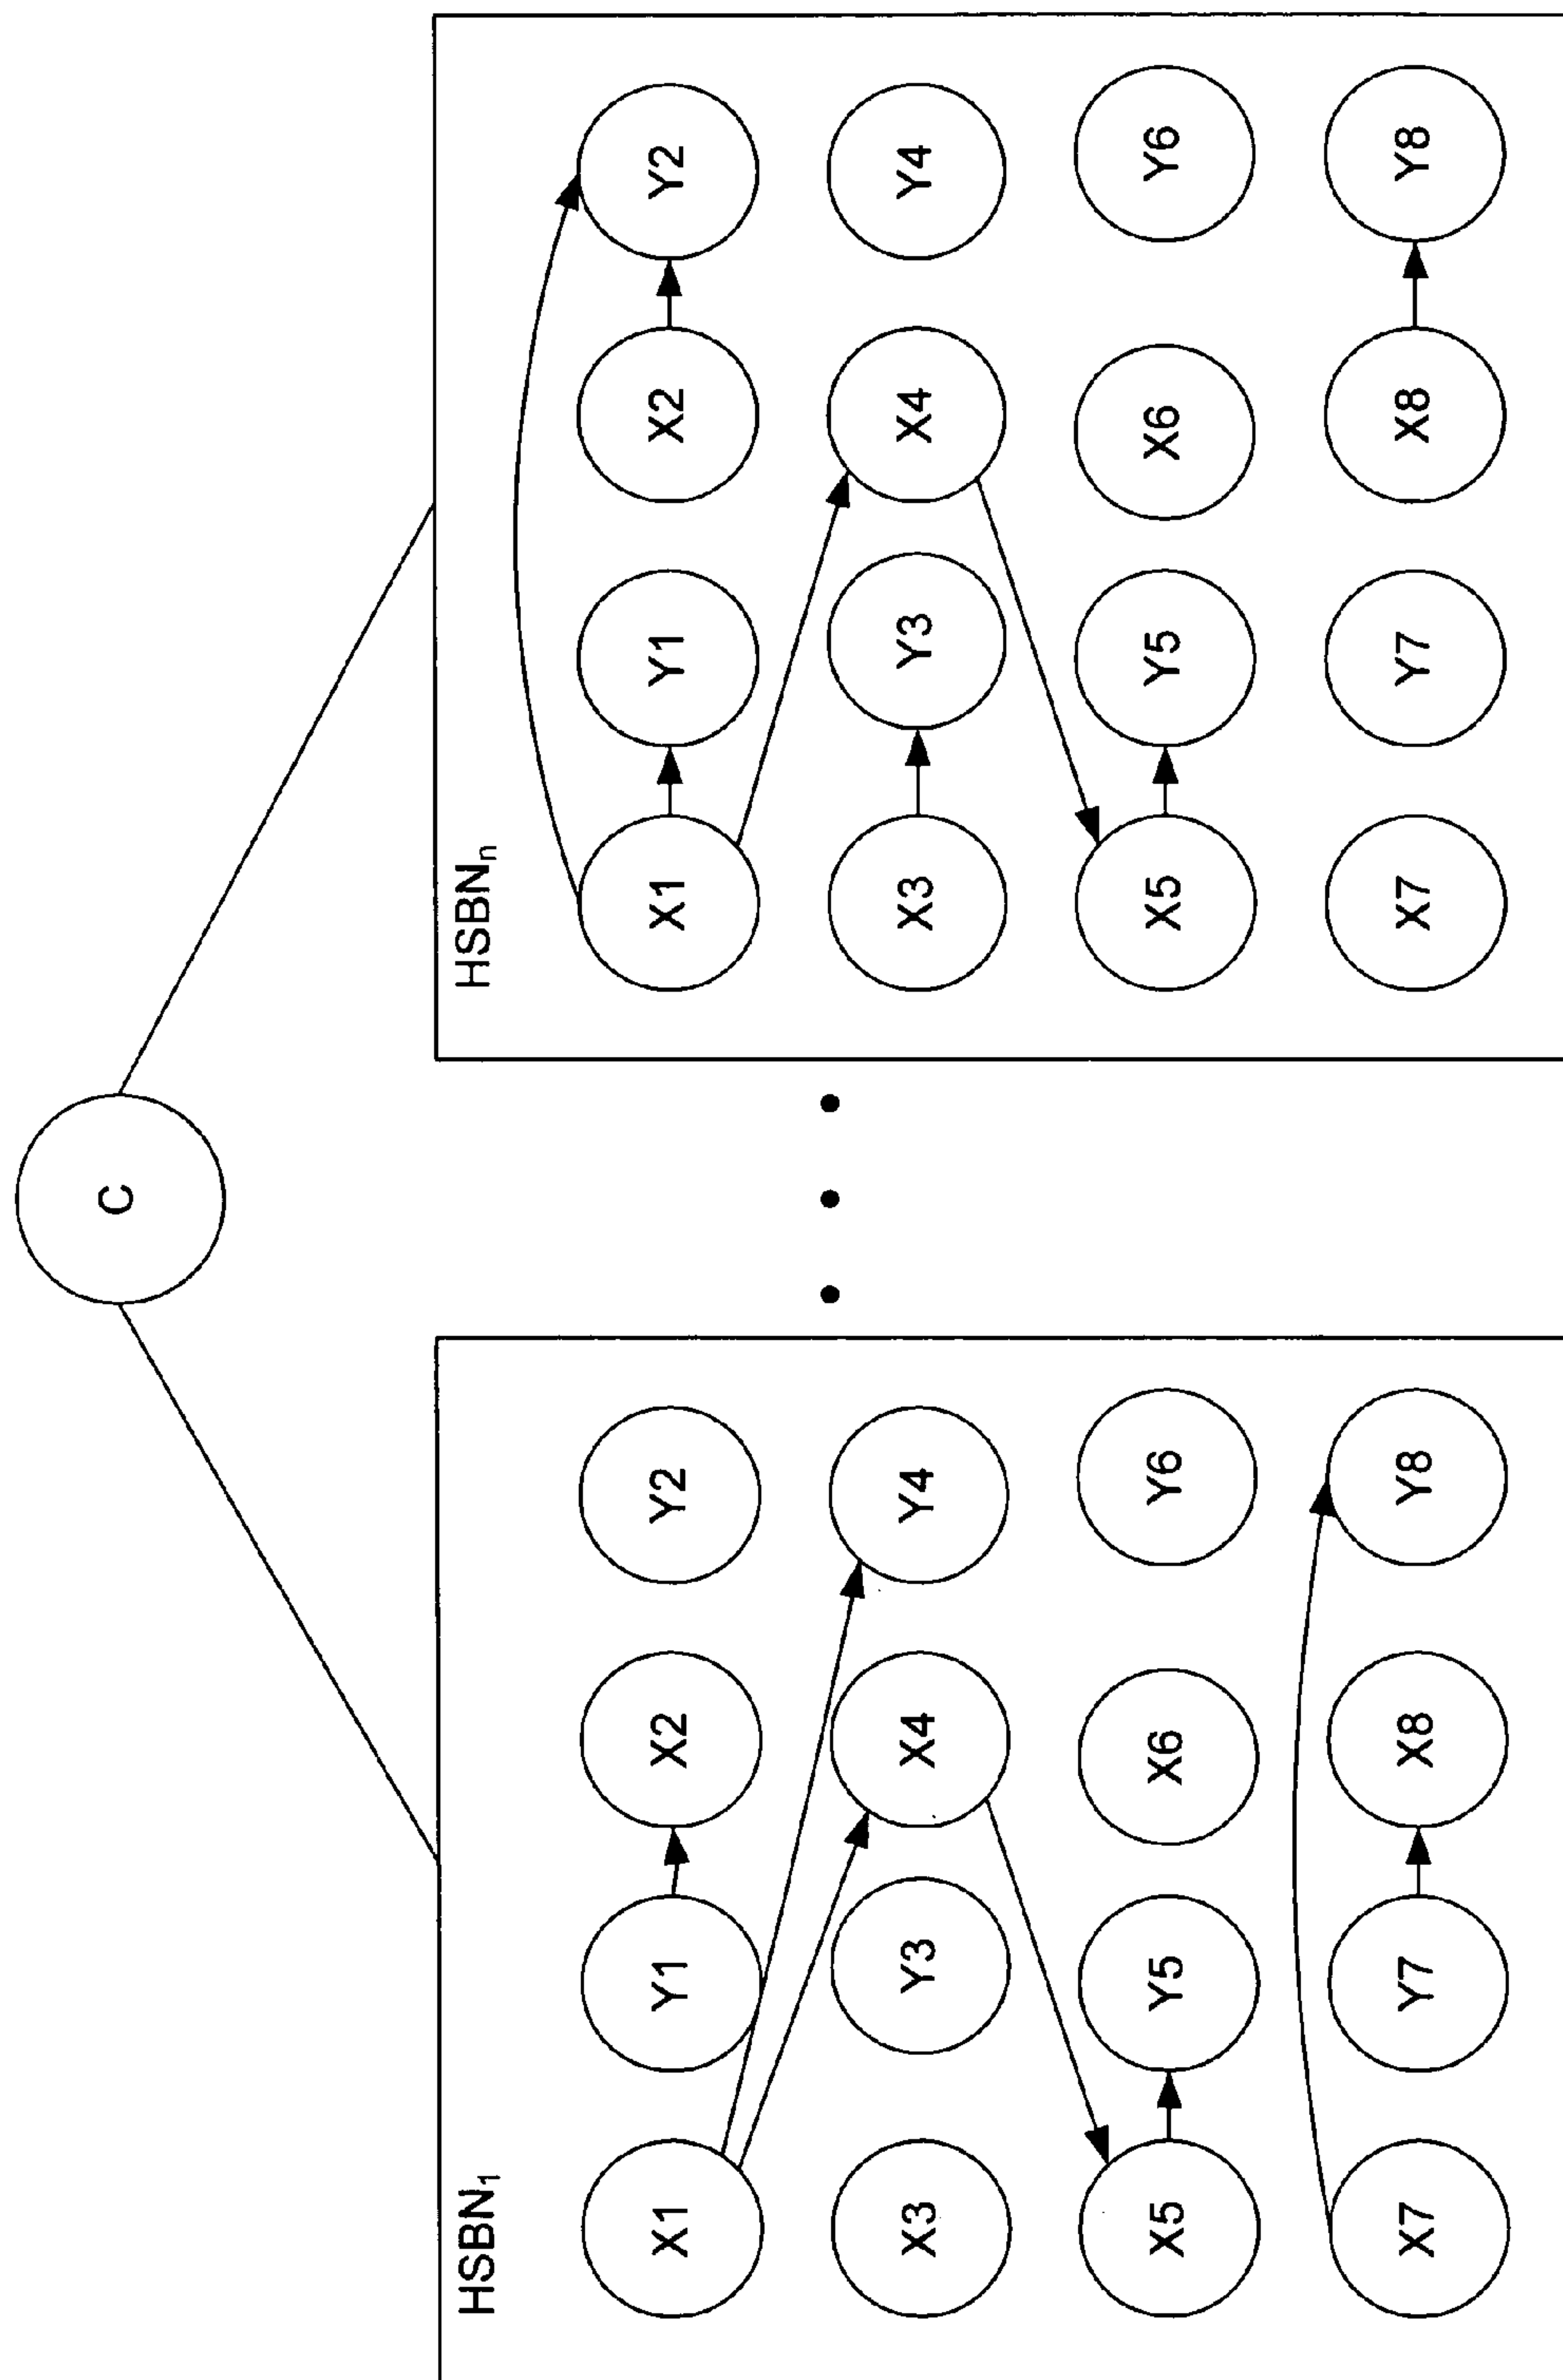 C
HSBN1
X1 Y1 X2 Y2
X3 Y3 X4 Y4
X5 Y5 X6 Y6
X7 Y7 X8 Y8
HSBNn
X1 Y1 X2 Y2
X3 Y3 X4 Y4
X5 Y5 X6 Y6
X7 Y7 X8 Y8